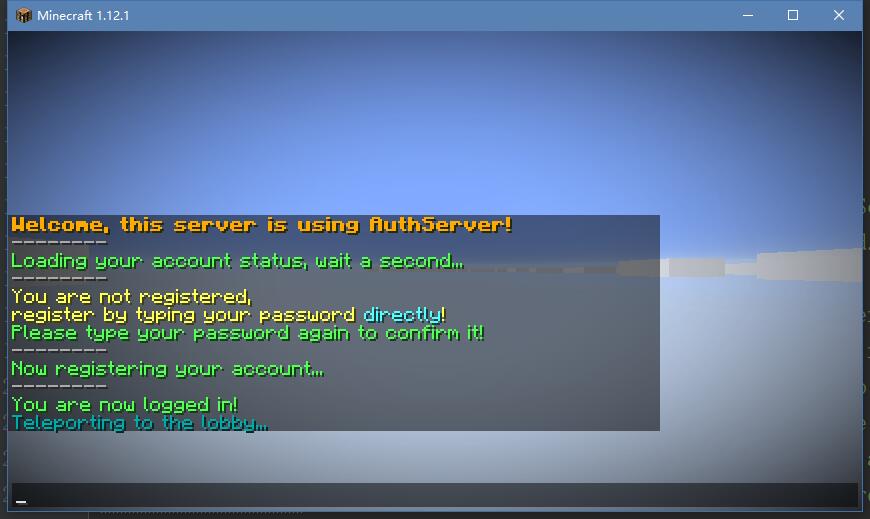 Minecraft 1.12.1
Welcome, this server is using AuthServer!
--------
Loading your account status, wait a second...
--------
You are not registered,
register by typing your password directly!
Please type your password again to confirm it!
--------
Now registering your account...
--------
You are now logged in!
Teleporting to the lobby...
_